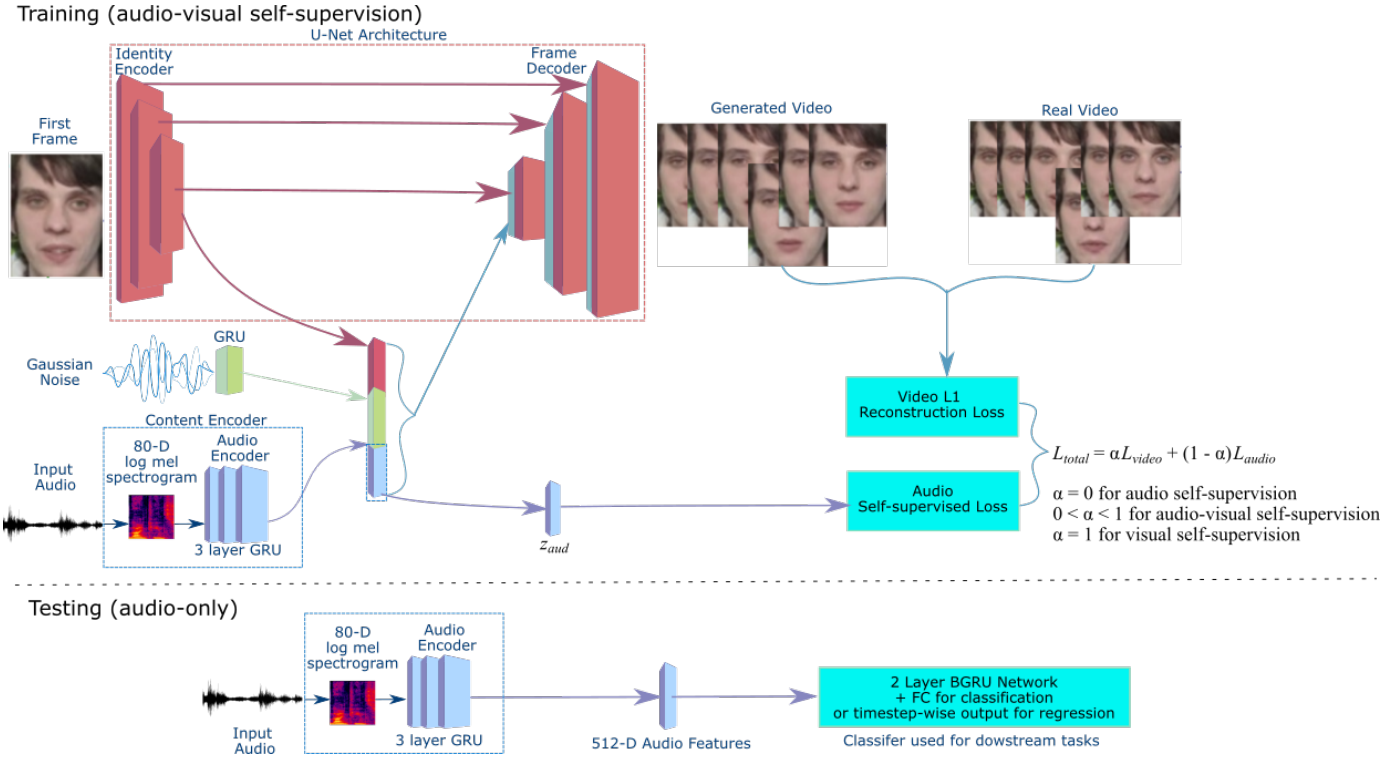 Training (audio-visual self-supervision)
U-Net Architecture
Identity
Encoder
Frame
Decoder
First
Frame
Generated Video
Real Video
GRU
Gaussian
Noise
Content Encoder
80-D
log mel
spectrogram
Audio
Encoder
Input
Audio
3 layer GRU
z_aud
Video L1
Reconstruction Loss
Audio
Self-supervised Loss
L_total = αL_video + (1 - α)L_audio
α = 0 for audio self-supervision
0 < α < 1 for audio-visual self-supervision
α = 1 for visual self-supervision
Testing (audio-only)
80-D
log mel
spectrogram
Audio
Encoder
Input
Audio
3 layer GRU
512-D Audio Features
2 Layer BGRU Network
+ FC for classification
or timestep-wise output for regression
Classifer used for dowstream tasks